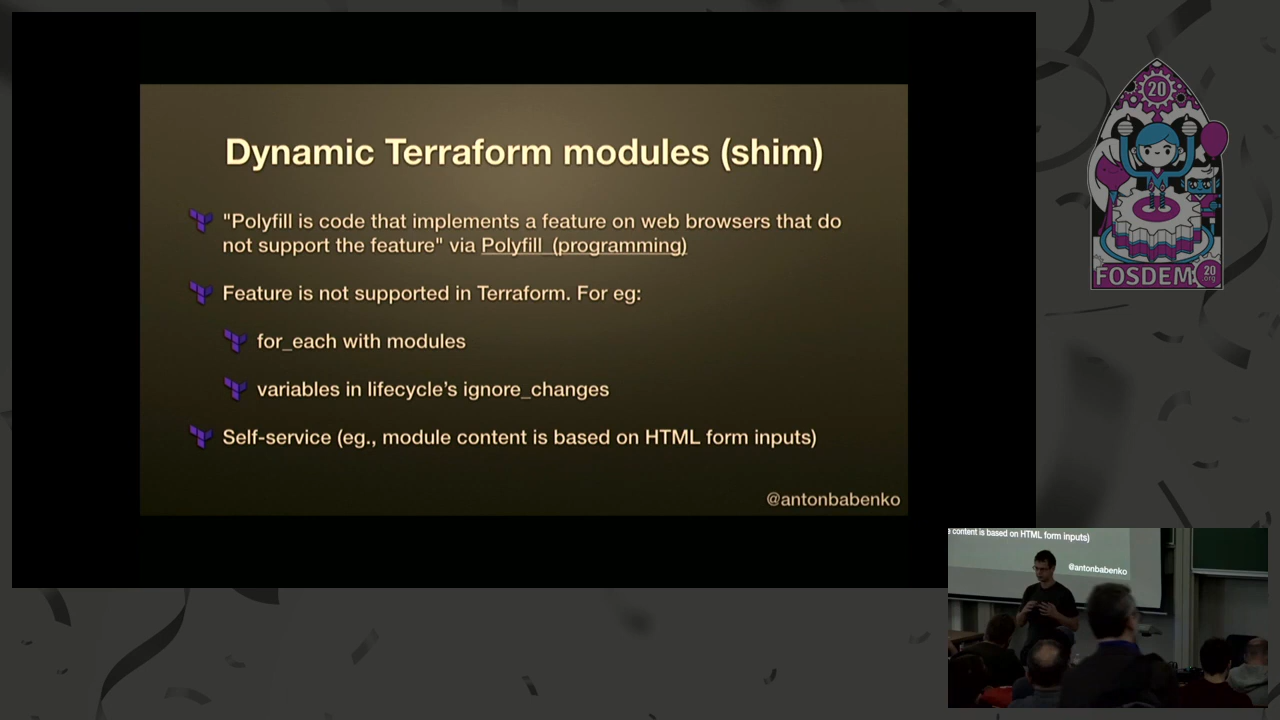 Dynamic Terraform modules (shim)
"Polyfill is code that implements a feature on web browsers that do
not support the feature" via Polyfill_(programming)
Feature is not supported in Terraform. For eg:
for_each with modules
variables in lifecycle’s ignore_changes
Self-service (eg., module content is based on HTML form inputs)
@antonbabenko
20
FOSDEM
20
.org
content is based on HTML form inputs)
@antonbabenko